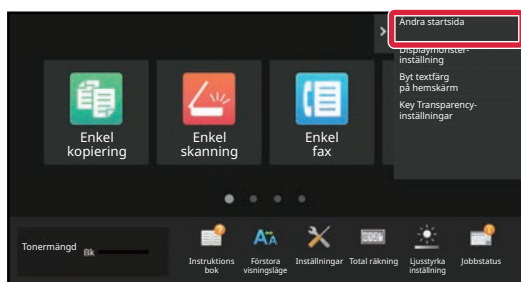 Ändra startsida
Displaymönster-
inställning
Byt textfärg
på hemskärm
Key Transparency-
inställningar
Enkel
kopiering
Enkel
skanning
Enkel
fax
Tonermängd
Bk
Instruktions
bok
Förstora
visningsläge
Inställningar
Total räkning
Ljusstyrka
inställning
Jobbstatus